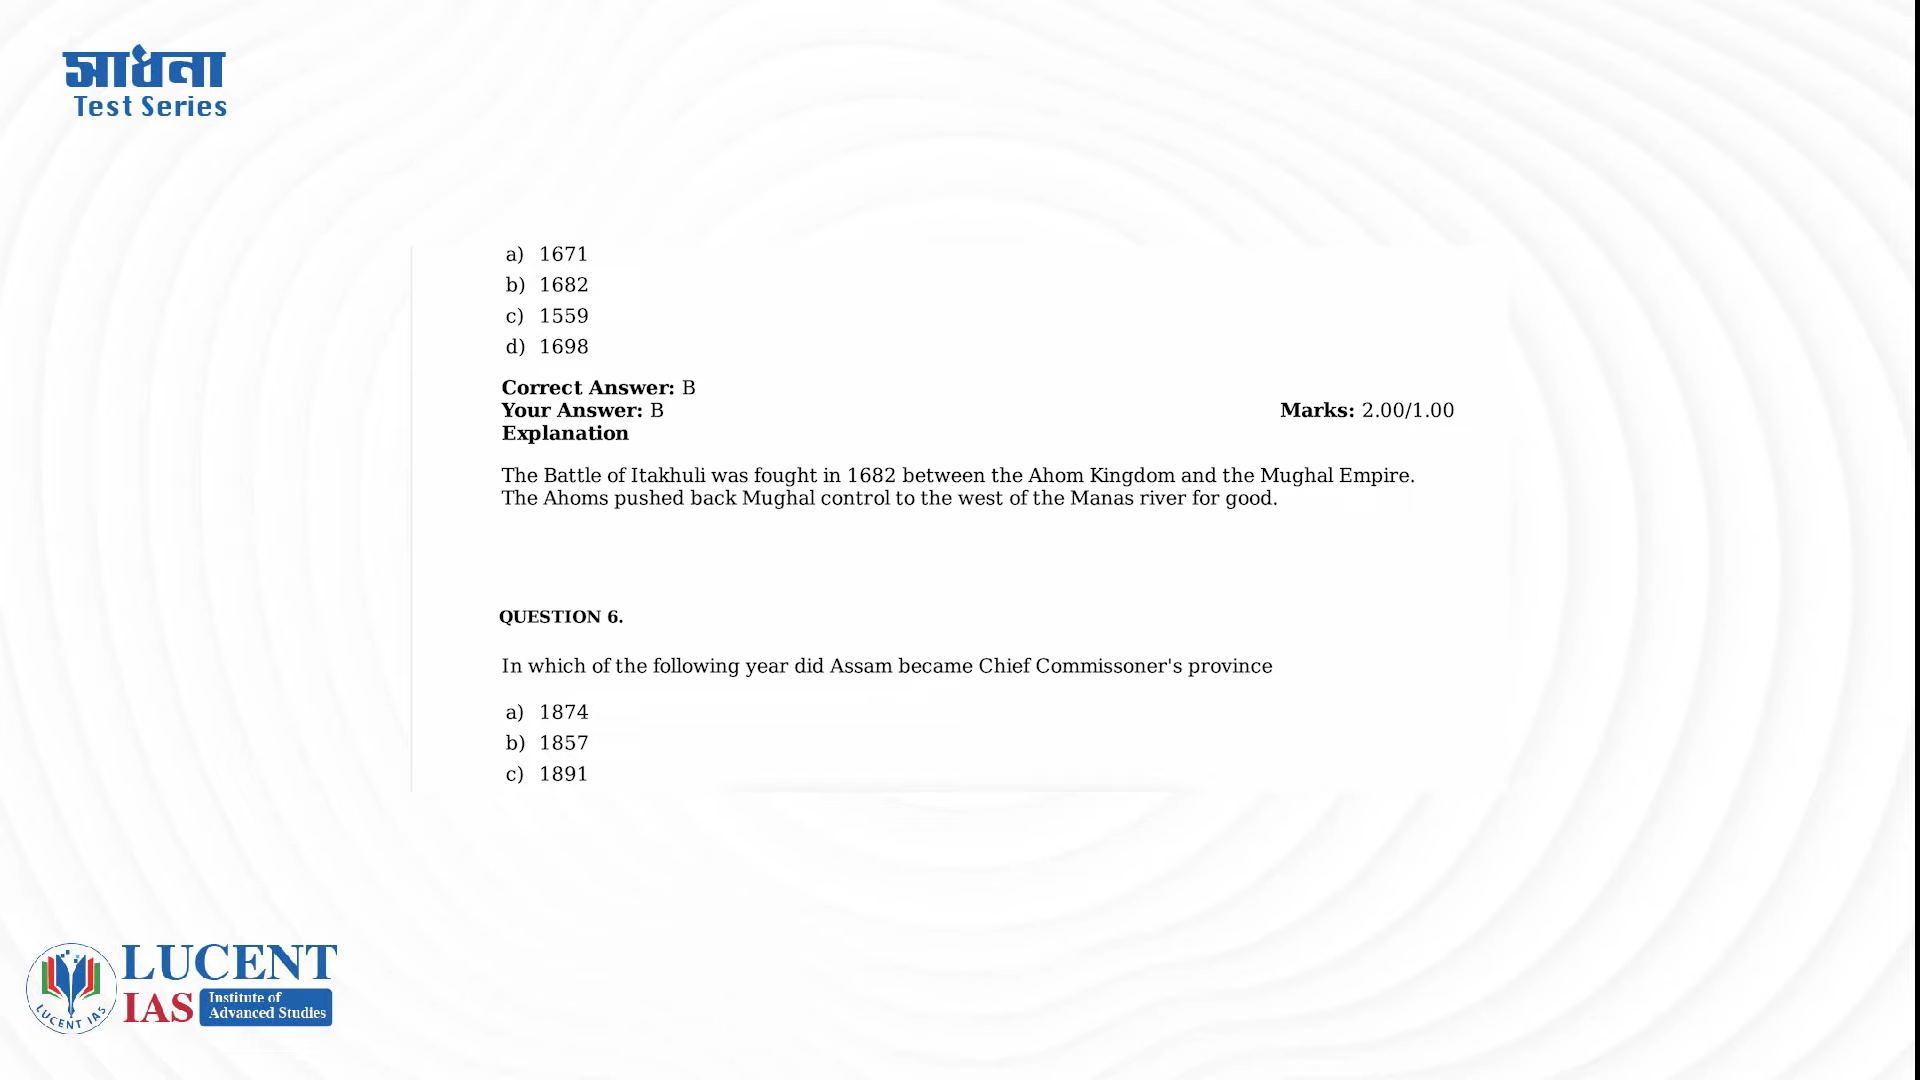 সাধনা
Test Series
a) 1671
b) 1682
c) 1559
d) 1698
Correct Answer: B
Your Answer: B
Marks: 2.00/1.00
Explanation
The Battle of Itakhuli was fought in 1682 between the Ahom Kingdom and the Mughal Empire.
The Ahoms pushed back Mughal control to the west of the Manas river for good.
QUESTION 6.
In which of the following year did Assam became Chief Commissoner's province
a) 1874
b) 1857
c) 1891
LUCENT IAS
LUCENT
IAS
Institute of
Advanced Studies